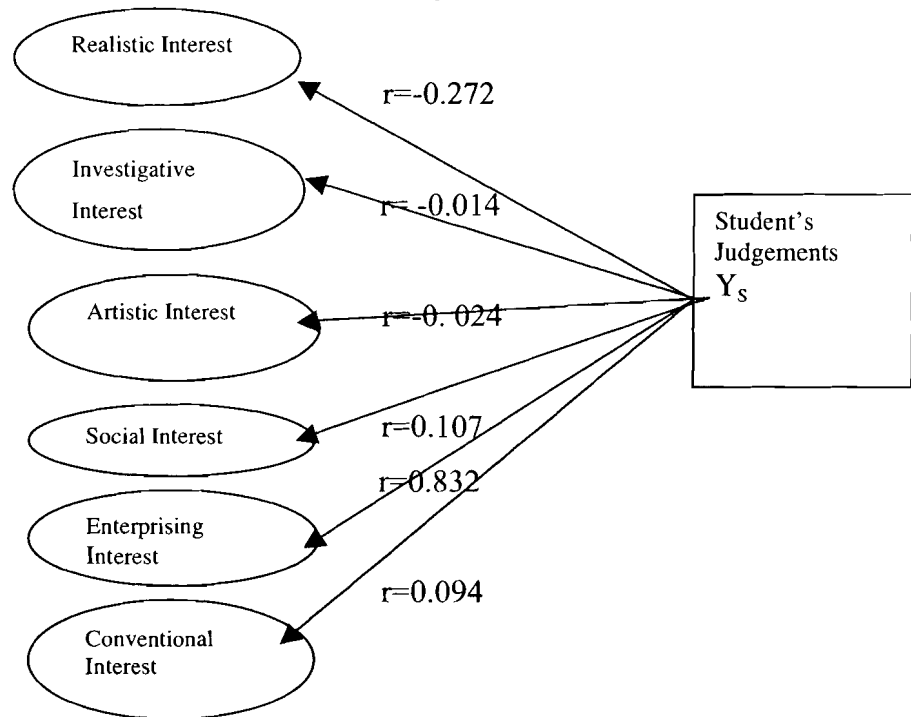 Realistic Interest
r=-0.272
Investigative
Interest
r= -0.014
Student's
Judgements
Ys
Artistic Interest
r=-0. 024
Social Interest
r=0.107
r=0.832
Enterprising
Interest
r=0.094
Conventional
Interest